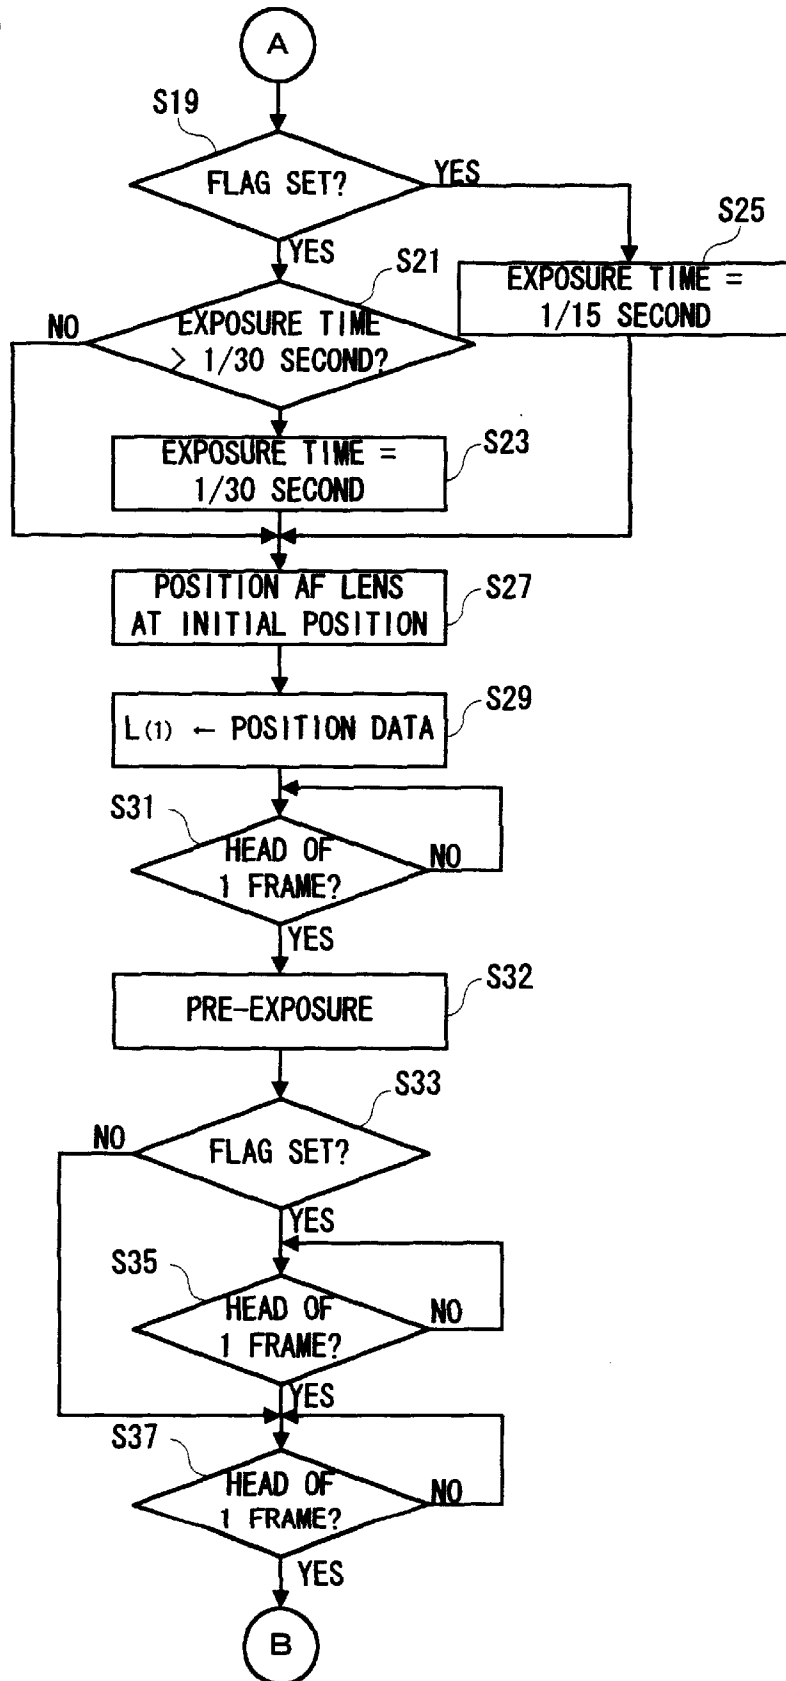 A
S19
FLAG SET?
YES
YES
S25
EXPOSURE TIME =
1/15 SECOND
S21
NO
EXPOSURE TIME
> 1/30 SECOND?
S23
EXPOSURE TIME =
1/30 SECOND
POSITION AF LENS
AT INITIAL POSITION
S27
L(1) ← POSITION DATA
S29
S31
HEAD OF
1 FRAME?
NO
YES
PRE-EXPOSURE
S32
S33
NO
FLAG SET?
YES
S35
HEAD OF
1 FRAME?
NO
YES
S37
HEAD OF
1 FRAME?
NO
YES
B